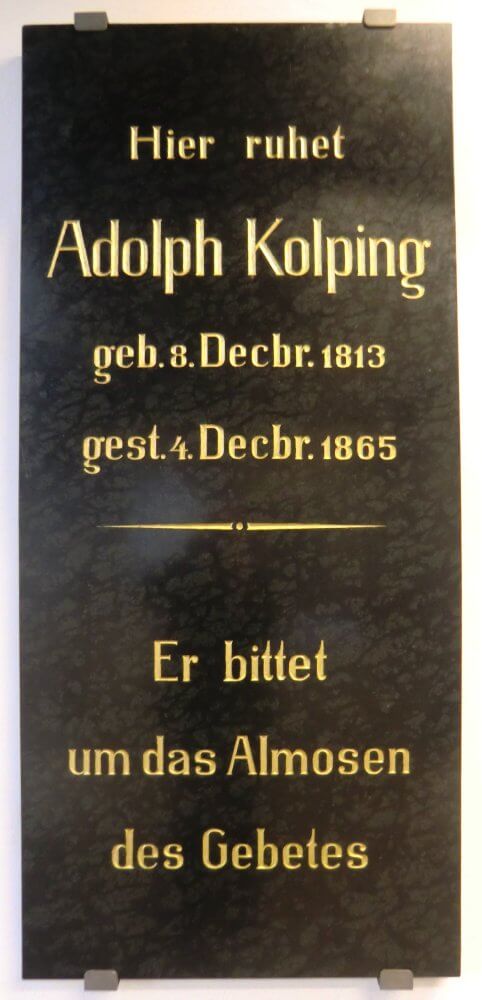 Hier ruhet
Adolph Kolping
geb. 8. Decbr. 1813
gest. 4. Decbr. 1865
Er bittet
um das Almosen
des Gebetes